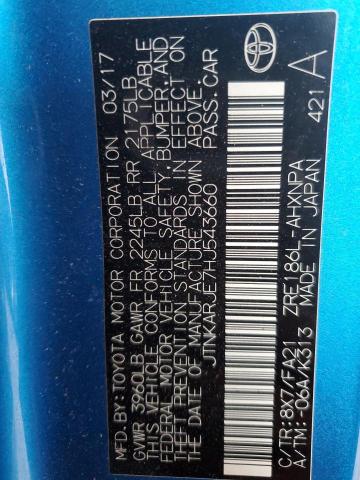 MFD.BY:TOYOTA MOTOR CORPORATION 03/17
GVWR 3960LB GAWR FR 2245LB RR 2175LB
THIS VEHICLE CONFORMS TO ALL APPLICABLE
FEDERAL MOTOR VEHICLE SAFETY, BUMPER,AND
THEFT PREVENTION STANDARDS IN EFFECT ON
THE DATE OF MANUFACTURE SHOWN ABOVE.
JTNKARJE7HJ543660 PASS.CAR
C/TR:8X7/FA21 ZRE186L-AHXNPA
A/TM:-06A/K313 MADE IN JAPAN 421 A